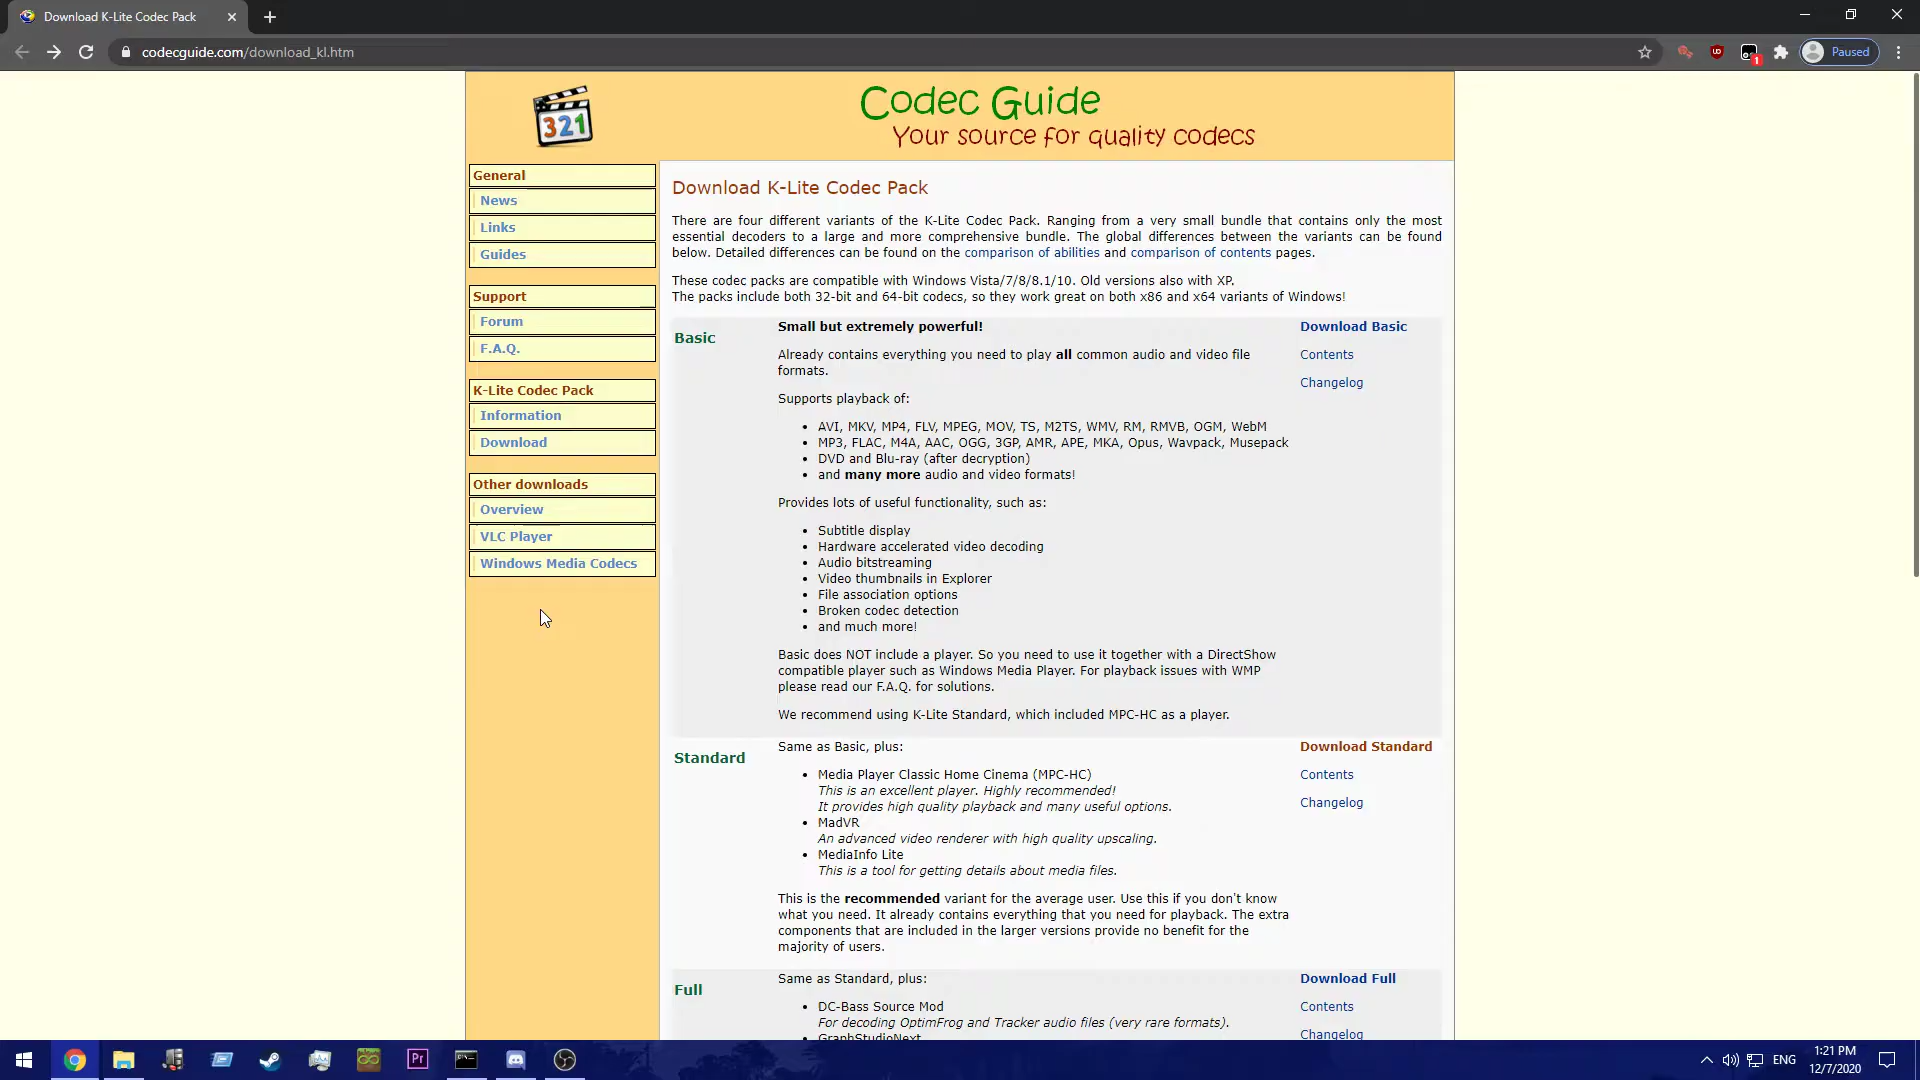 Download K-Lite Codec Pack
codecguide.com/download_kl.htm
1
Paused
321
Codec Guide
Your source for quality codecs
General
News
Links
Guides
Support
Forum
F.A.Q.
K-Lite Codec Pack
Information
Download
Other downloads
Overview
VLC Player
Windows Media Codecs
Download K-Lite Codec Pack
There are four different variants of the K-Lite Codec Pack. Ranging from a very small bundle that contains only the most
essential decoders to a large and more comprehensive bundle. The global differences between the variants can be found
below. Detailed differences can be found on the comparison of abilities and comparison of contents pages.
These codec packs are compatible with Windows Vista/7/8/8.1/10. Old versions also with XP.
The packs include both 32-bit and 64-bit codecs, so they work great on both x86 and x64 variants of Windows!
Basic
Small but extremely powerful!
Already contains everything you need to play all common audio and video file
formats.
Supports playback of:
• AVI, MKV, MP4, FLV, MPEG, MOV, TS, M2TS, WMV, RM, RMVB, OGM, WebM
• MP3, FLAC, M4A, AAC, OGG, 3GP, AMR, APE, MKA, Opus, Wavpack, Musepack
• DVD and Blu-ray (after decryption)
• and many more audio and video formats!
Provides lots of useful functionality, such as:
• Subtitle display
• Hardware accelerated video decoding
• Audio bitstreaming
• Video thumbnails in Explorer
• File association options
• Broken codec detection
• and much more!
Basic does NOT include a player. So you need to use it together with a DirectShow
compatible player such as Windows Media Player. For playback issues with WMP
please read our F.A.Q. for solutions.
We recommend using K-Lite Standard, which included MPC-HC as a player.
Download Basic
Contents
Changelog
Standard
Same as Basic, plus:
• Media Player Classic Home Cinema (MPC-HC)
This is an excellent player. Highly recommended!
It provides high quality playback and many useful options.
• MadVR
An advanced video renderer with high quality upscaling.
• MediaInfo Lite
This is a tool for getting details about media files.
This is the recommended variant for the average user. Use this if you don't know
what you need. It already contains everything that you need for playback. The extra
components that are included in the larger versions provide no benefit for the
majority of users.
Download Standard
Contents
Changelog
Full
Same as Standard, plus:
• DC-Bass Source Mod
For decoding OptimFrog and Tracker audio files (very rare formats).
• GraphStudioNext
Download Full
Contents
Changelog
Pr
ENG
1:21 PM
12/7/2020